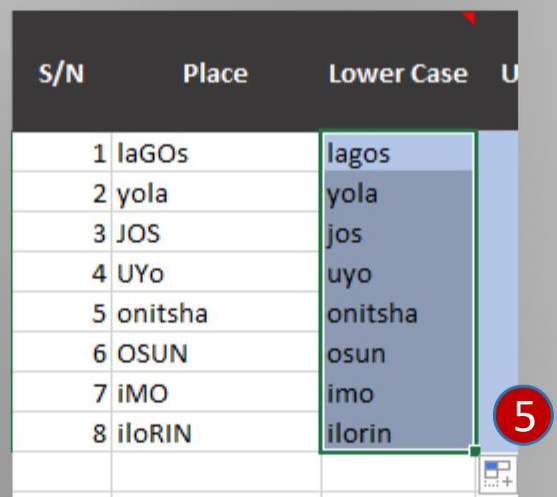 S/N Place Lower Case U
1 laGOs lagos
2 yola yola
3 JOS jos
4 UYo uyo
5 onitsha onitsha
6 OSUN osun
7 iMO imo
8 iloRIN ilorin
5